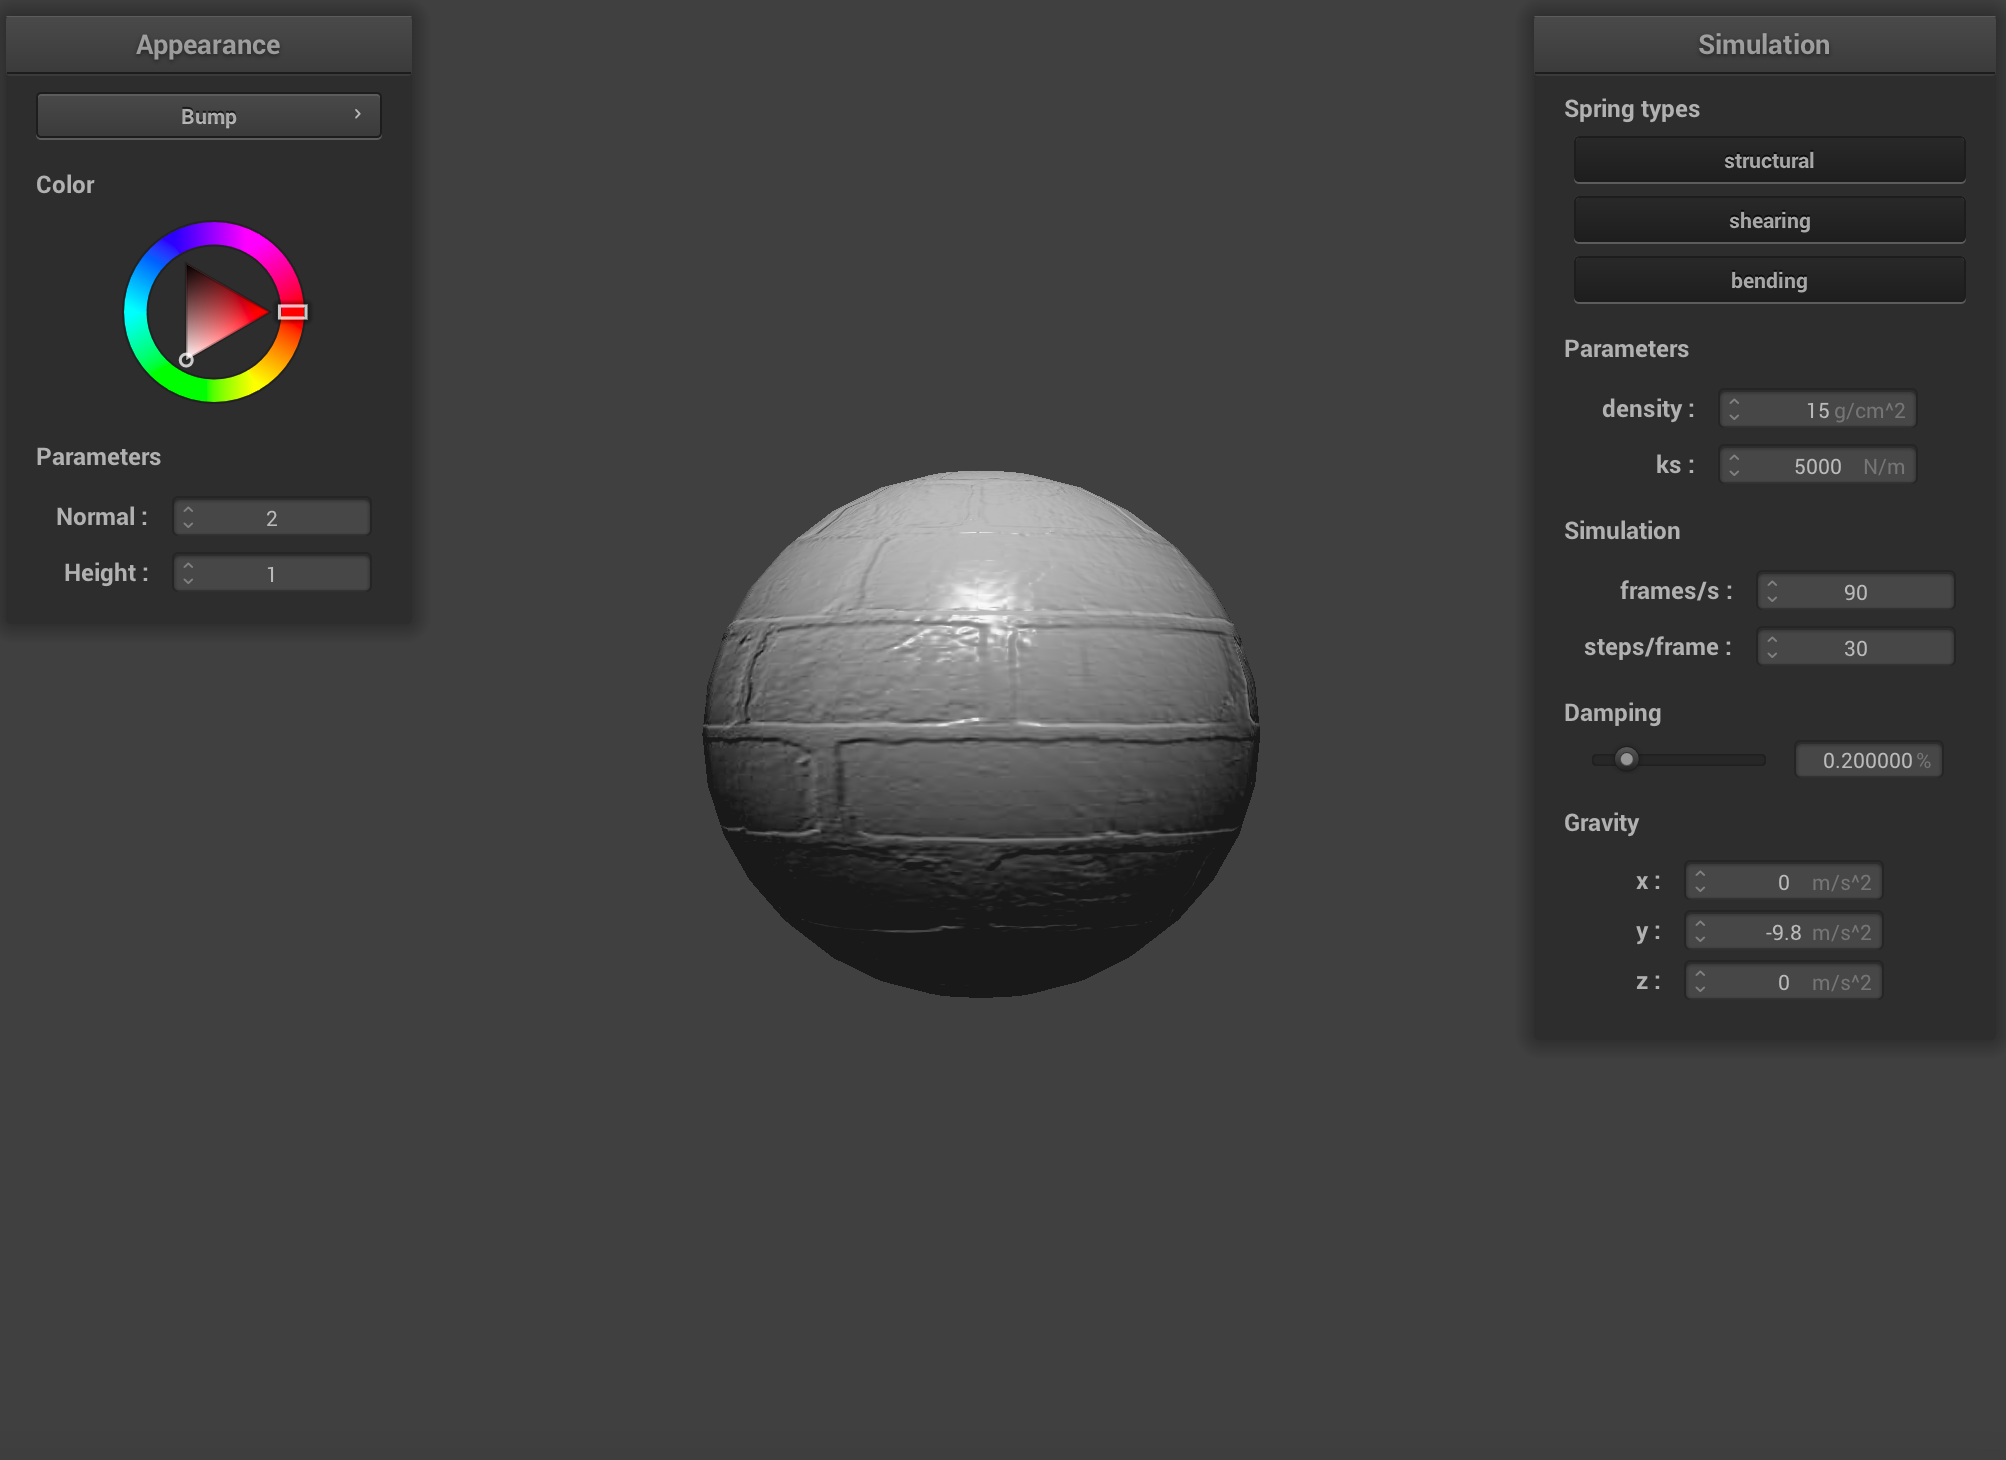 Appearance
Bump
Color
Parameters
Normal : 2
Height : 1
Simulation
Spring types
structural
shearing
bending
Parameters
density : 15 g/cm^2
ks : 5000 N/m
Simulation
frames/s : 90
steps/frame : 30
Damping
0.200000 %
Gravity
x : 0 m/s^2
y : -9.8 m/s^2
z : 0 m/s^2